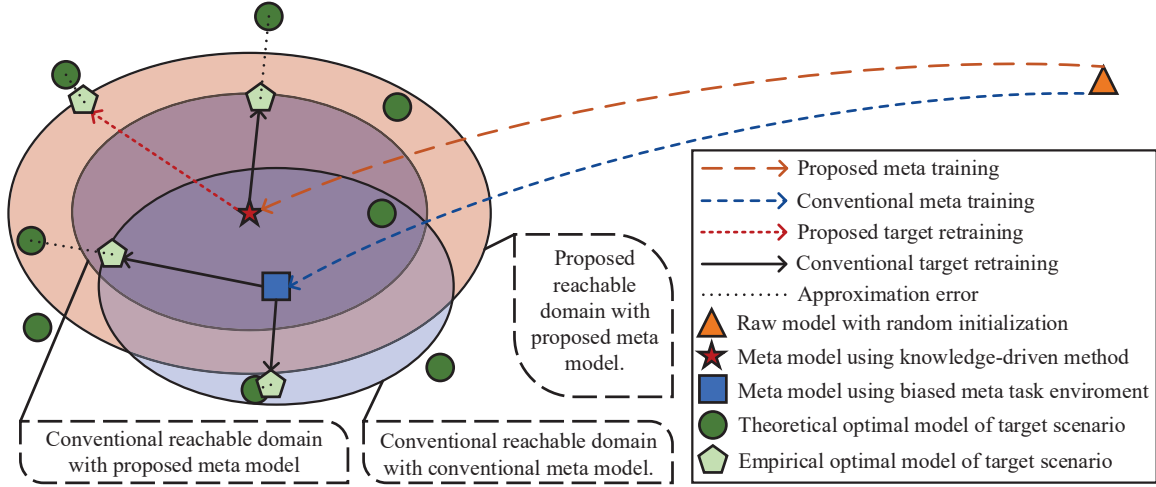 Proposed meta training
Conventional meta training
Proposed target retraining
Conventional target retraining
Approximation error
Raw model with random initialization
Meta model using knowledge-driven method
Meta model using biased meta task enviroment
Theoretical optimal model of target scenario
Empirical optimal model of target scenario
Proposed
reachable
domain with
proposed meta
model.
Conventional reachable domain
with proposed meta model
Conventional reachable domain
with conventional meta model.